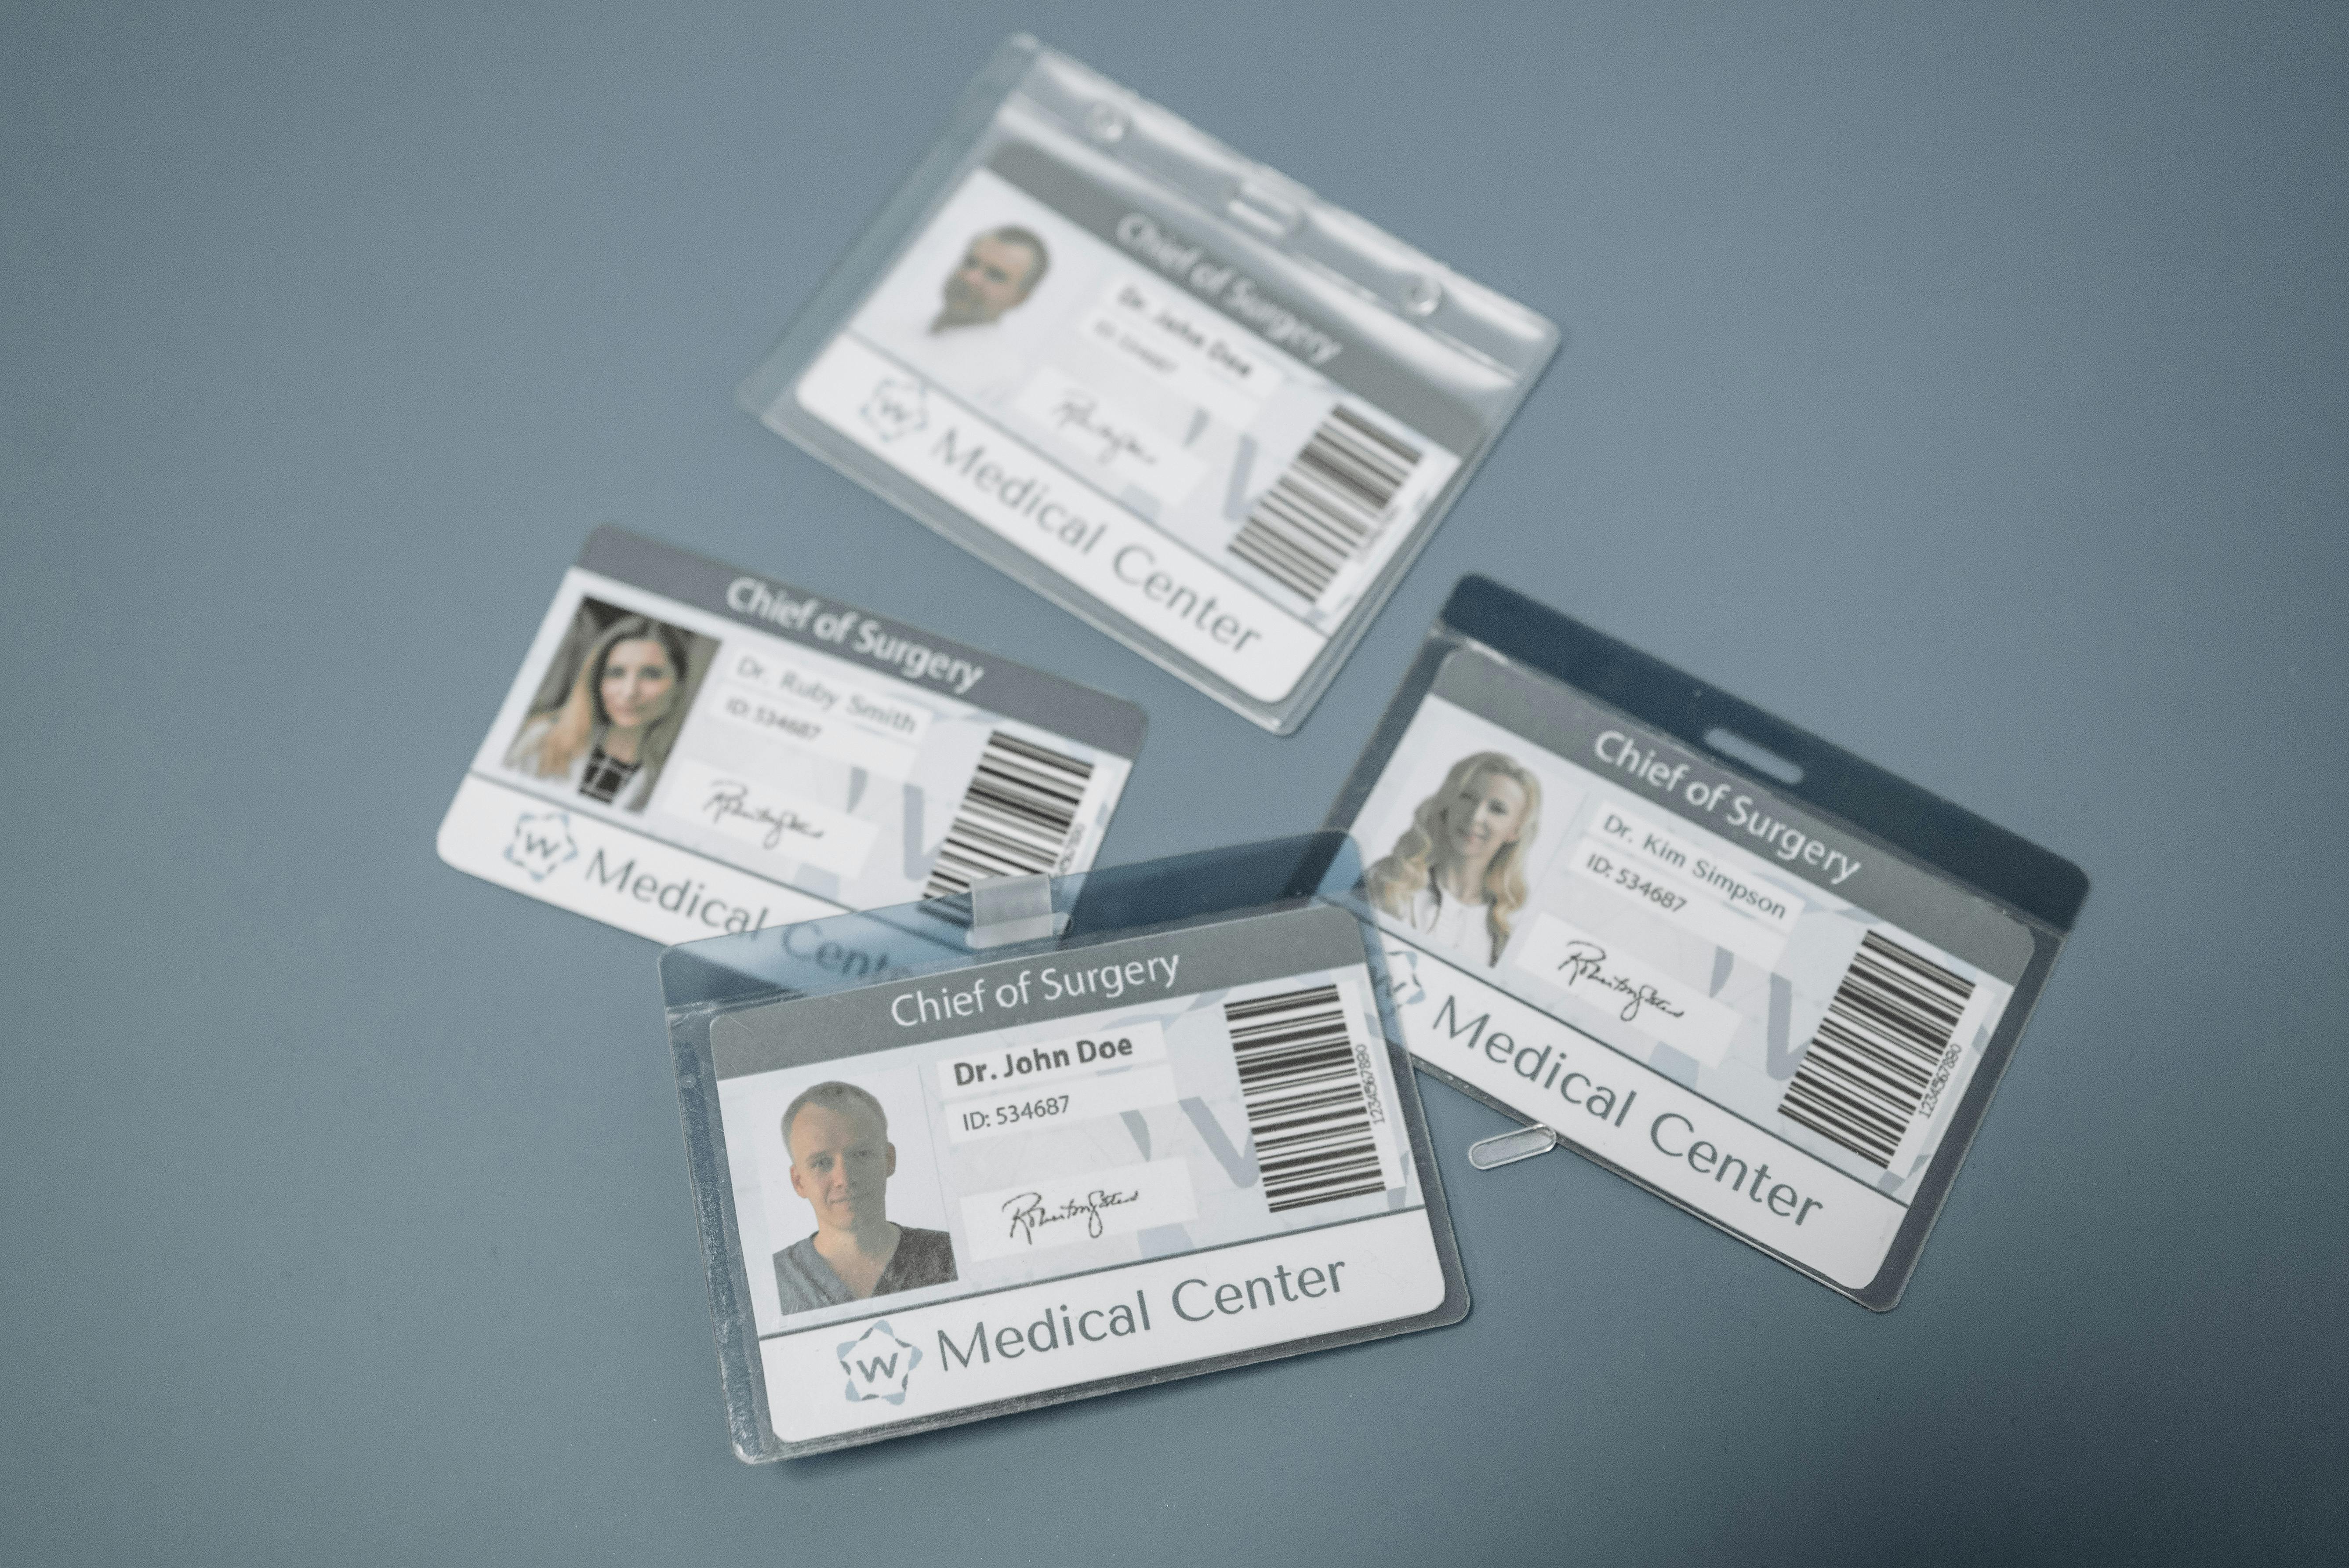 Chief of Surgery
Dr. John Doe
W Medical Center
Chief of Surgery
Dr. Ruby Smith
ID: 534687
W Medical Center
Chief of Surgery
Dr. Kim Simpson
ID: 534687
1234567890
W Medical Center
Chief of Surgery
Dr. John Doe
ID: 534687
1234567890
W Medical Center